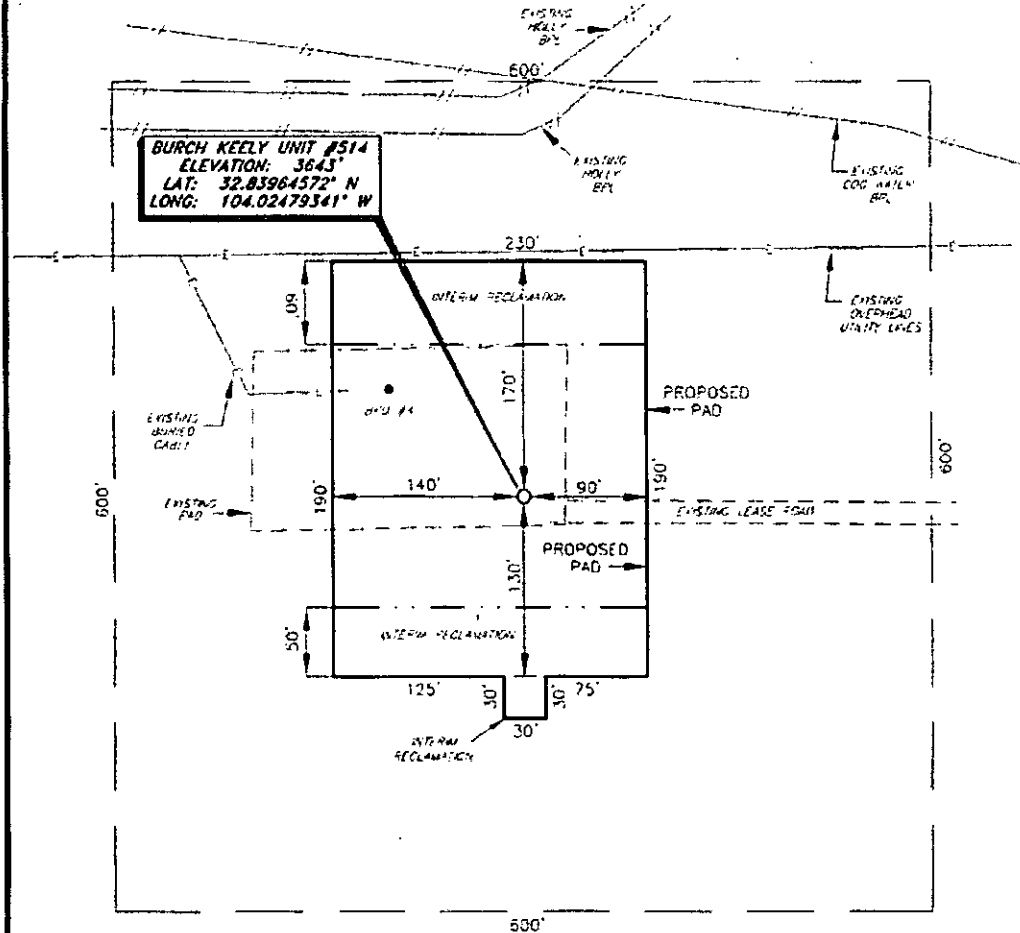 EXISTING
HOLLY
BPL
600'
BURCH KEELY UNIT #514
ELEVATION: 3643'
LAT: 32.83964572° N
LONG: 104.02479341° W
EXISTING
HOLLY
BPL
EXISTING
COG WATER
BPL
E
E
230'
E
E
E
E
EXISTING
OVERHEAD
UTILITY LINES
60'
INTERIM RECLAMATION
170'
PROPOSED
PAD
EXISTING
BURIED
CABLE
600'
600'
EXISTING
PAD
190'
140'
90'
190'
EXISTING LEASE ROAD
PROPOSED
PAD
130'
50'
INTERIM RECLAMATION
125'
30'
30'
75'
30'
INTERIM
RECLAMATION
600'